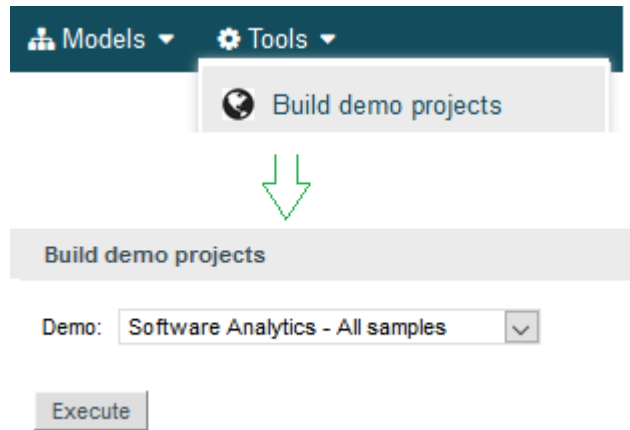 Models Tools
Build demo projects
Build demo projects
Demo: Software Analytics - All samples
Execute